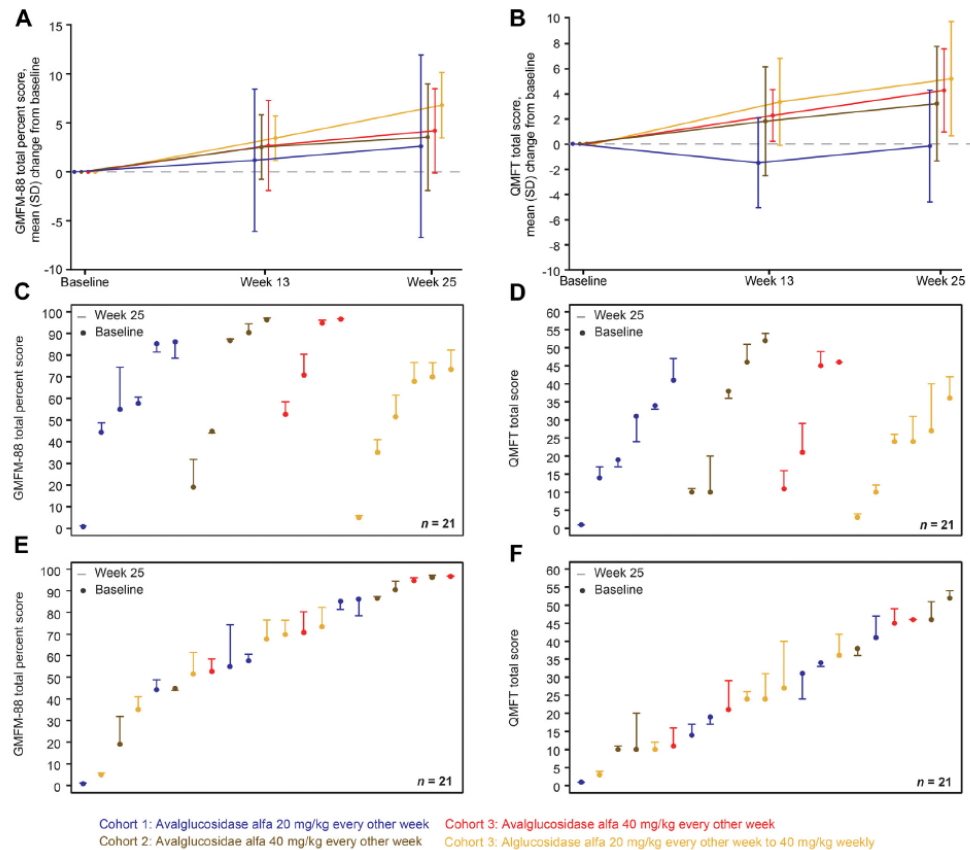 A
GMFM-88 total percent score,
mean (SD) change from baseline
15
10
5
0
5
-10
Baseline
Week 13
Week 25
B
QMFT total score,
mean (SD) change from baseline
10
8
6
4
2
0
-2
-4
-6
-8
-10
Baseline
Week 13
Week 25
C
GMFM-88 total percent score
100
90
80
70
60
50
40
30
20
10
0
Week 25
Baseline
n = 21
D
QMFT total score
60
55
50
45
40
35
30
25
20
15
10
5
0
Week 25
Baseline
n = 21
E
GMFM-88 total percent score
100
90
80
70
60
50
40
30
20
10
0
Week 25
Baseline
n = 21
F
QMFT total score
60
55
50
45
40
35
30
25
20
15
10
5
0
Week 25
Baseline
n = 21
Cohort 1: Avalglucosidase alfa 20 mg/kg every other week
Cohort 3: Avalglucosidase alfa 40 mg/kg every other week
Cohort 2: Avalglucosidae alfa 40 mg/kg every other week
Cohort 3: Alglucosidase alfa 20 mg/kg every other week to 40 mg/kg weekly